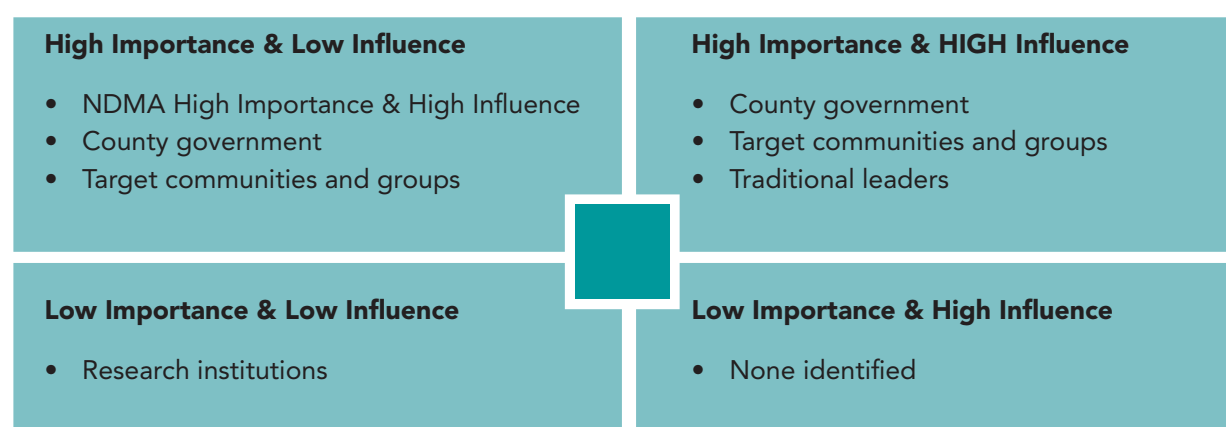 High Importance & Low Influence
• NDMA High Importance & High Influence
• County government
• Target communities and groups
High Importance & HIGH Influence
• County government
• Target communities and groups
• Traditional leaders
Low Importance & Low Influence
• Research institutions
Low Importance & High Influence
• None identified